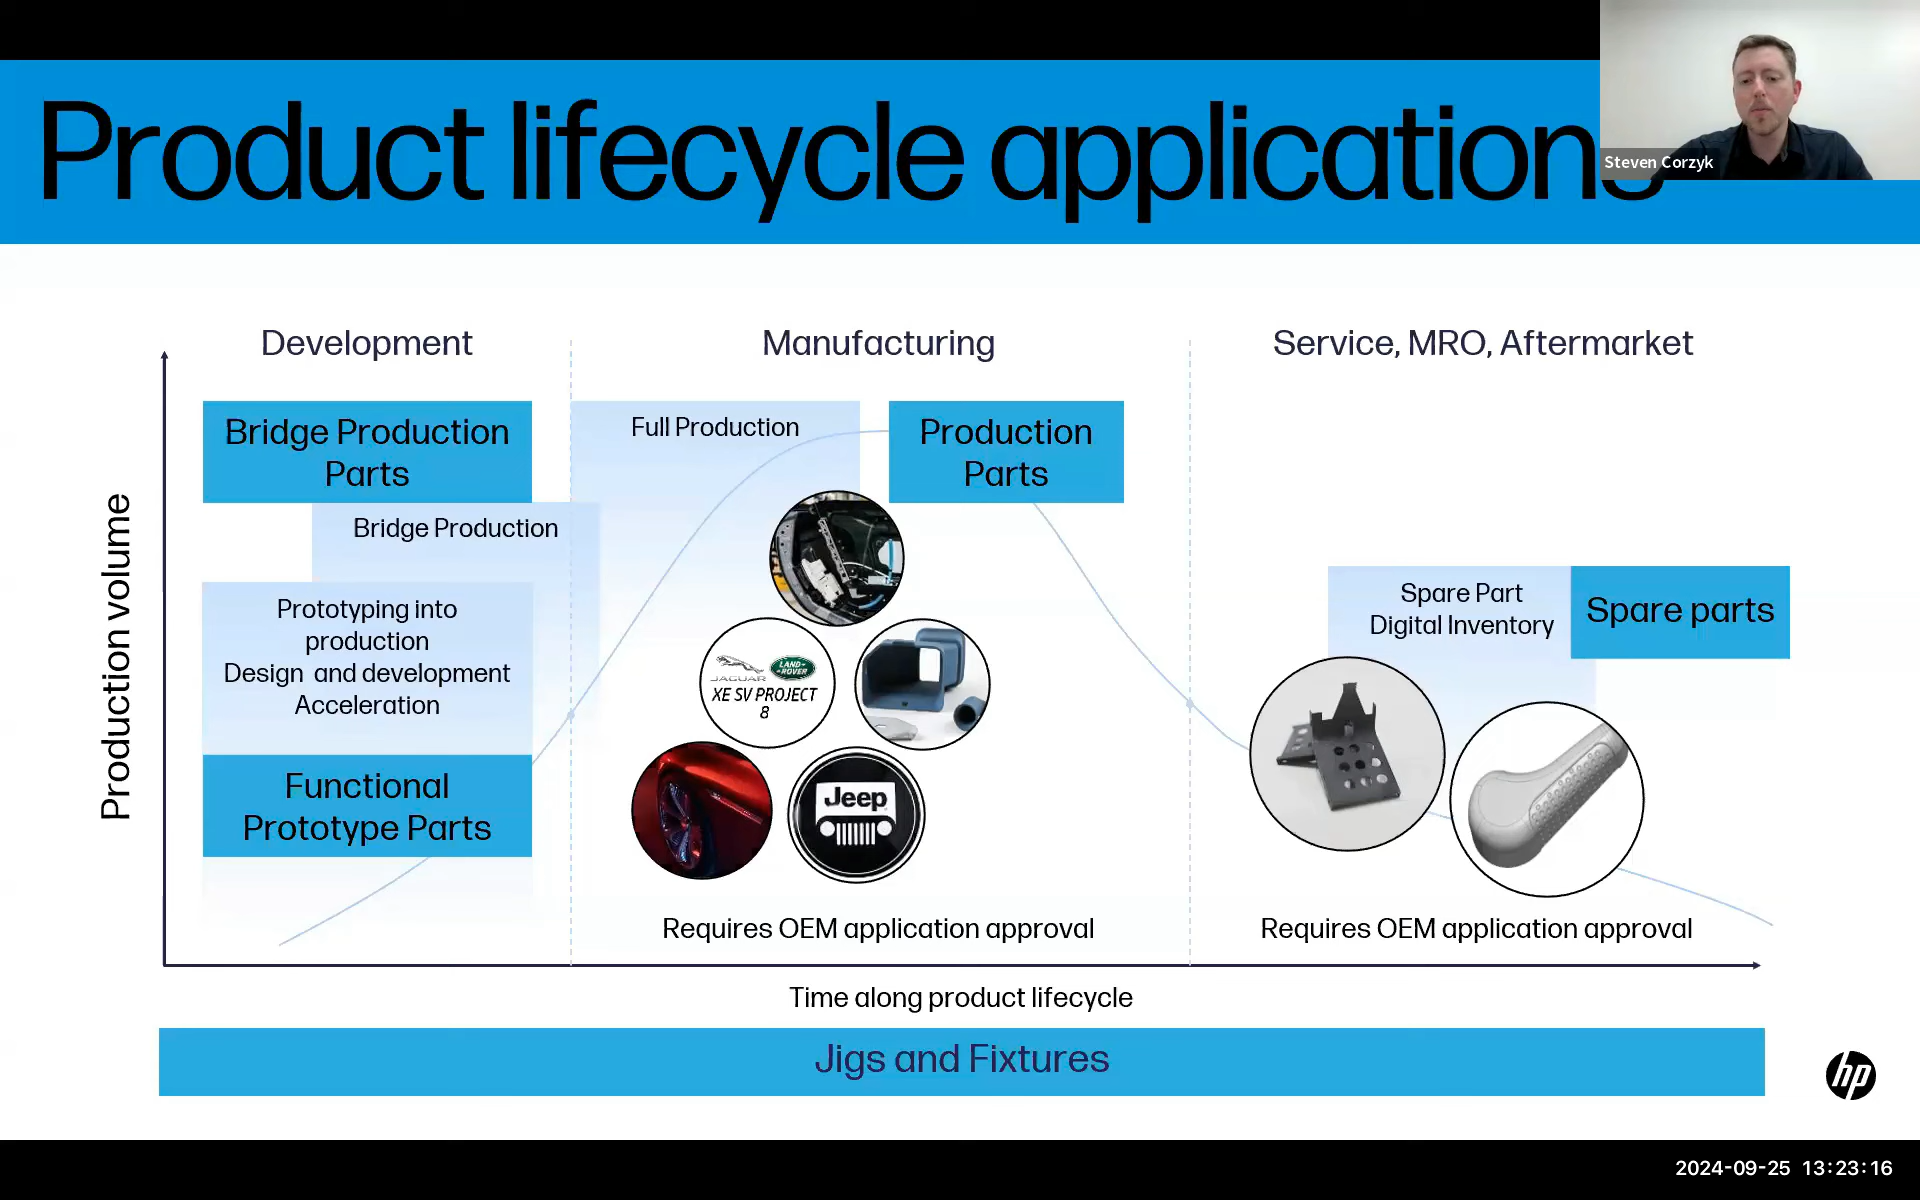 Product lifecycle applications
Steven Corzyk
Development
Manufacturing
Service, MRO, Aftermarket
Production volume
Bridge Production
Parts
Bridge Production
Prototyping into
production
Design and development
Acceleration
Functional
Prototype Parts
Full Production
Production
Parts
JAGUAR
LAND-
ROVER
XE SV PROJECT
8
Jeep
Requires OEM application approval
Spare Part
Digital Inventory
Spare parts
Requires OEM application approval
Time along product lifecycle
Jigs and Fixtures
hp
2024-09-25 13:23:16